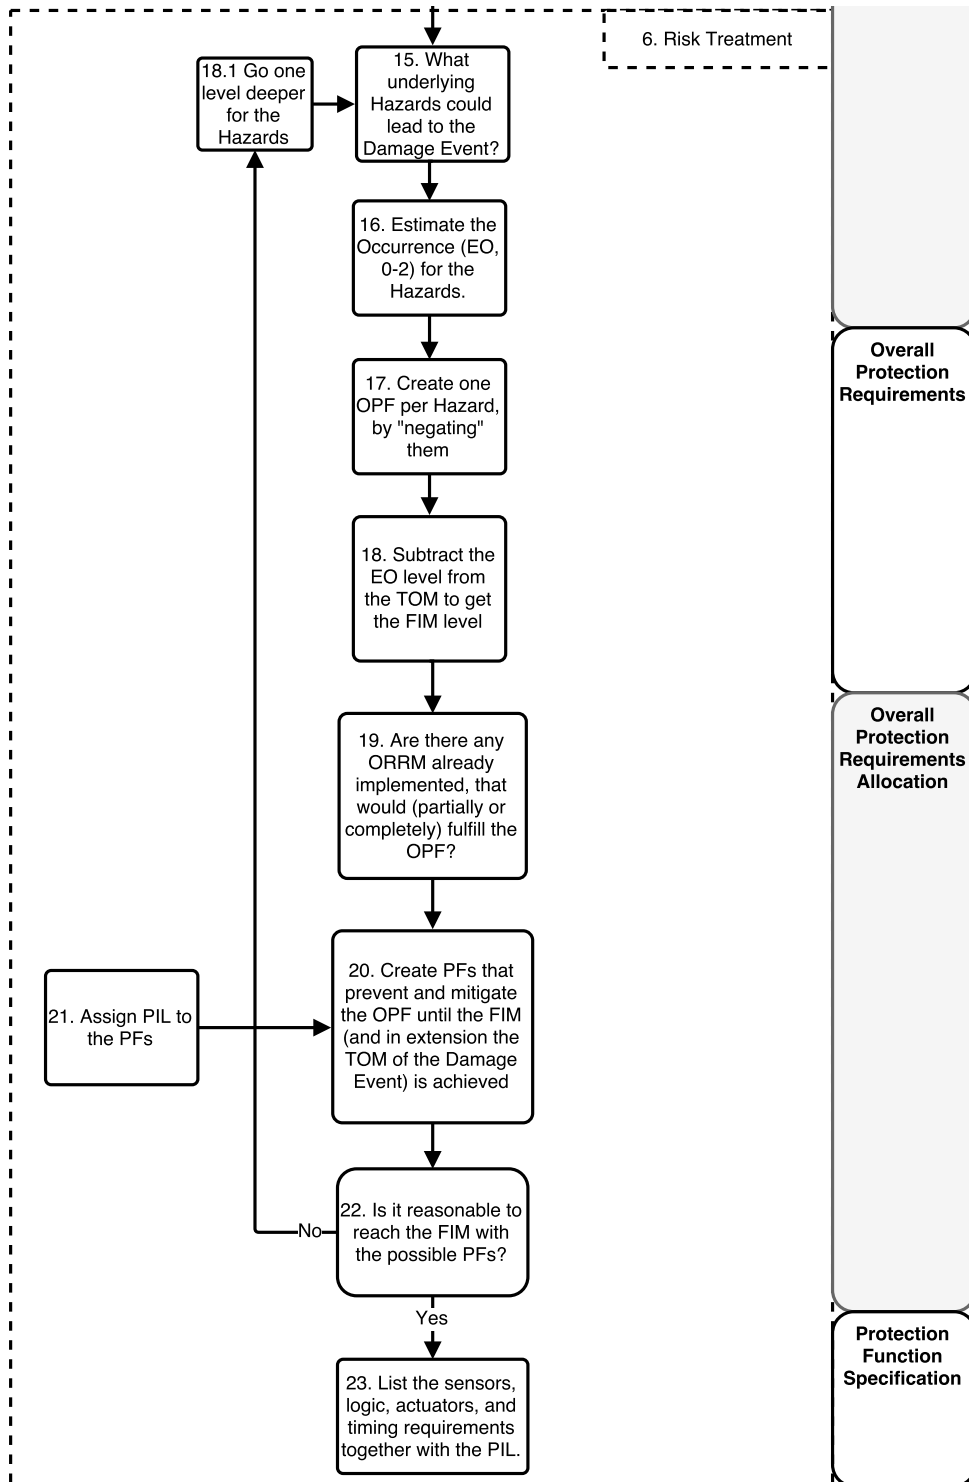 6. Risk Treatment
18.1 Go one
level deeper
for the
Hazards
15. What
underlying
Hazards could
lead to the
Damage Event?
16. Estimate the
Occurrence (EO,
0-2) for the
Hazards.
17. Create one
OPF per Hazard,
by "negating"
them
Overall
Protection
Requirements
18. Subtract the
EO level from
the TOM to get
the FIM level
19. Are there any
ORRM already
implemented, that
would (partially or
completely) fulfill the
OPF?
Overall
Protection
Requirements
Allocation
20. Create PFs that
prevent and mitigate
the OPF until the FIM
(and in extension the
TOM of the Damage
Event) is achieved
21. Assign PIL to
the PFs
22. Is it reasonable to
reach the FIM with
the possible PFs?
No
Yes
23. List the sensors,
logic, actuators, and
timing requirements
together with the PIL.
Protection
Function
Specification